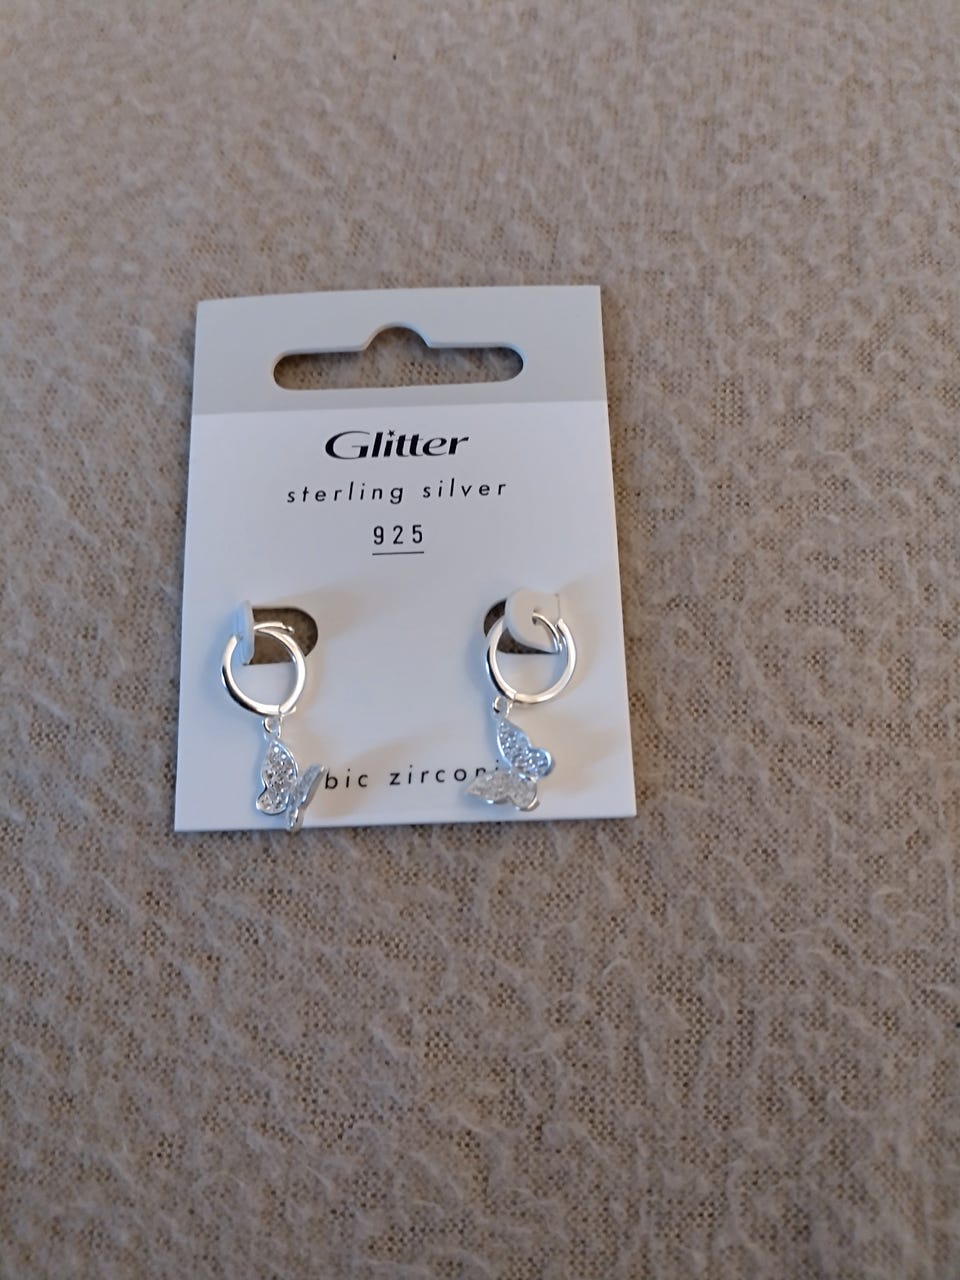 Glitter
sterling silver
925
bic zirconi